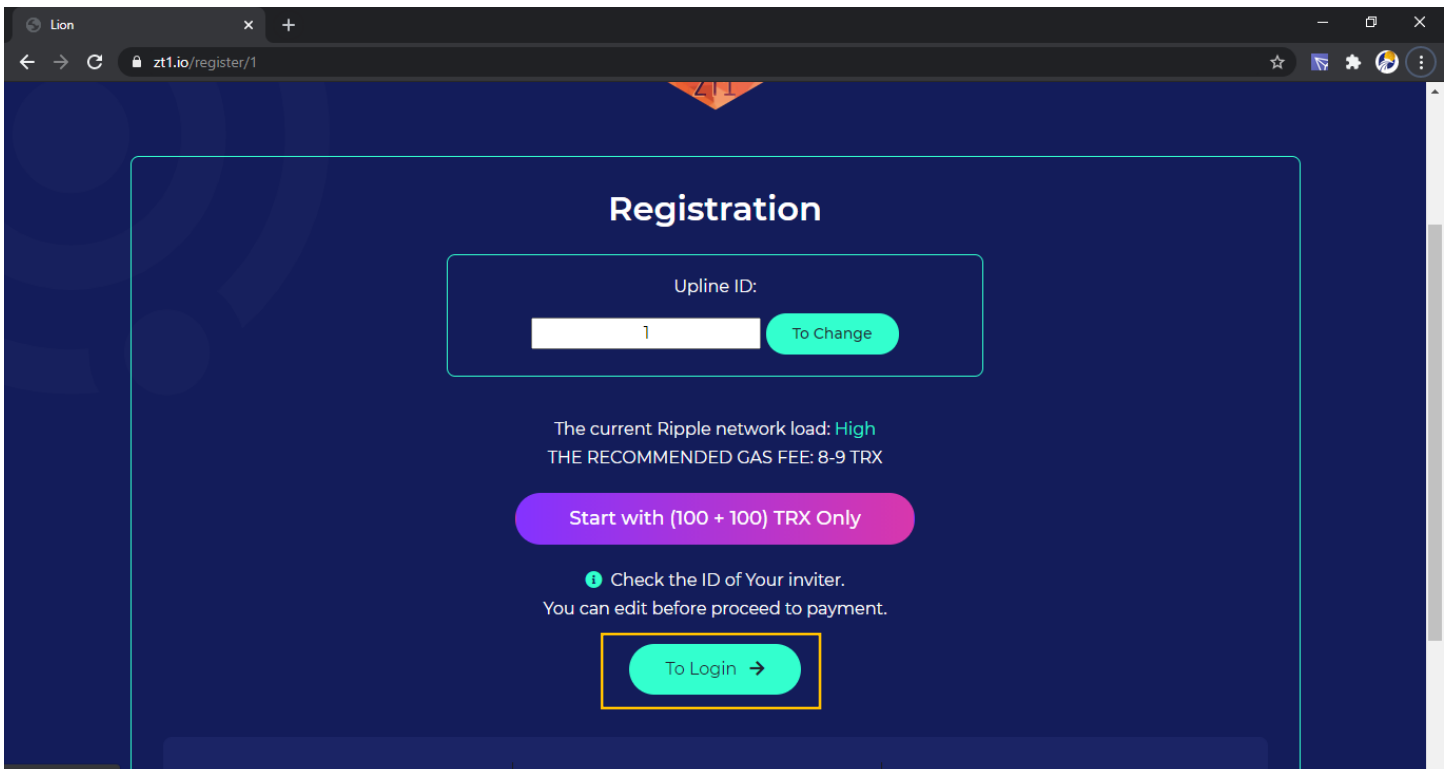 Lion
zt1.io/register/1
ZT1
Registration
Upline ID:
1
To Change
The current Ripple network load: High
THE RECOMMENDED GAS FEE: 8-9 TRX
Start with (100 + 100) TRX Only
Check the ID of Your inviter.
You can edit before proceed to payment.
To Login